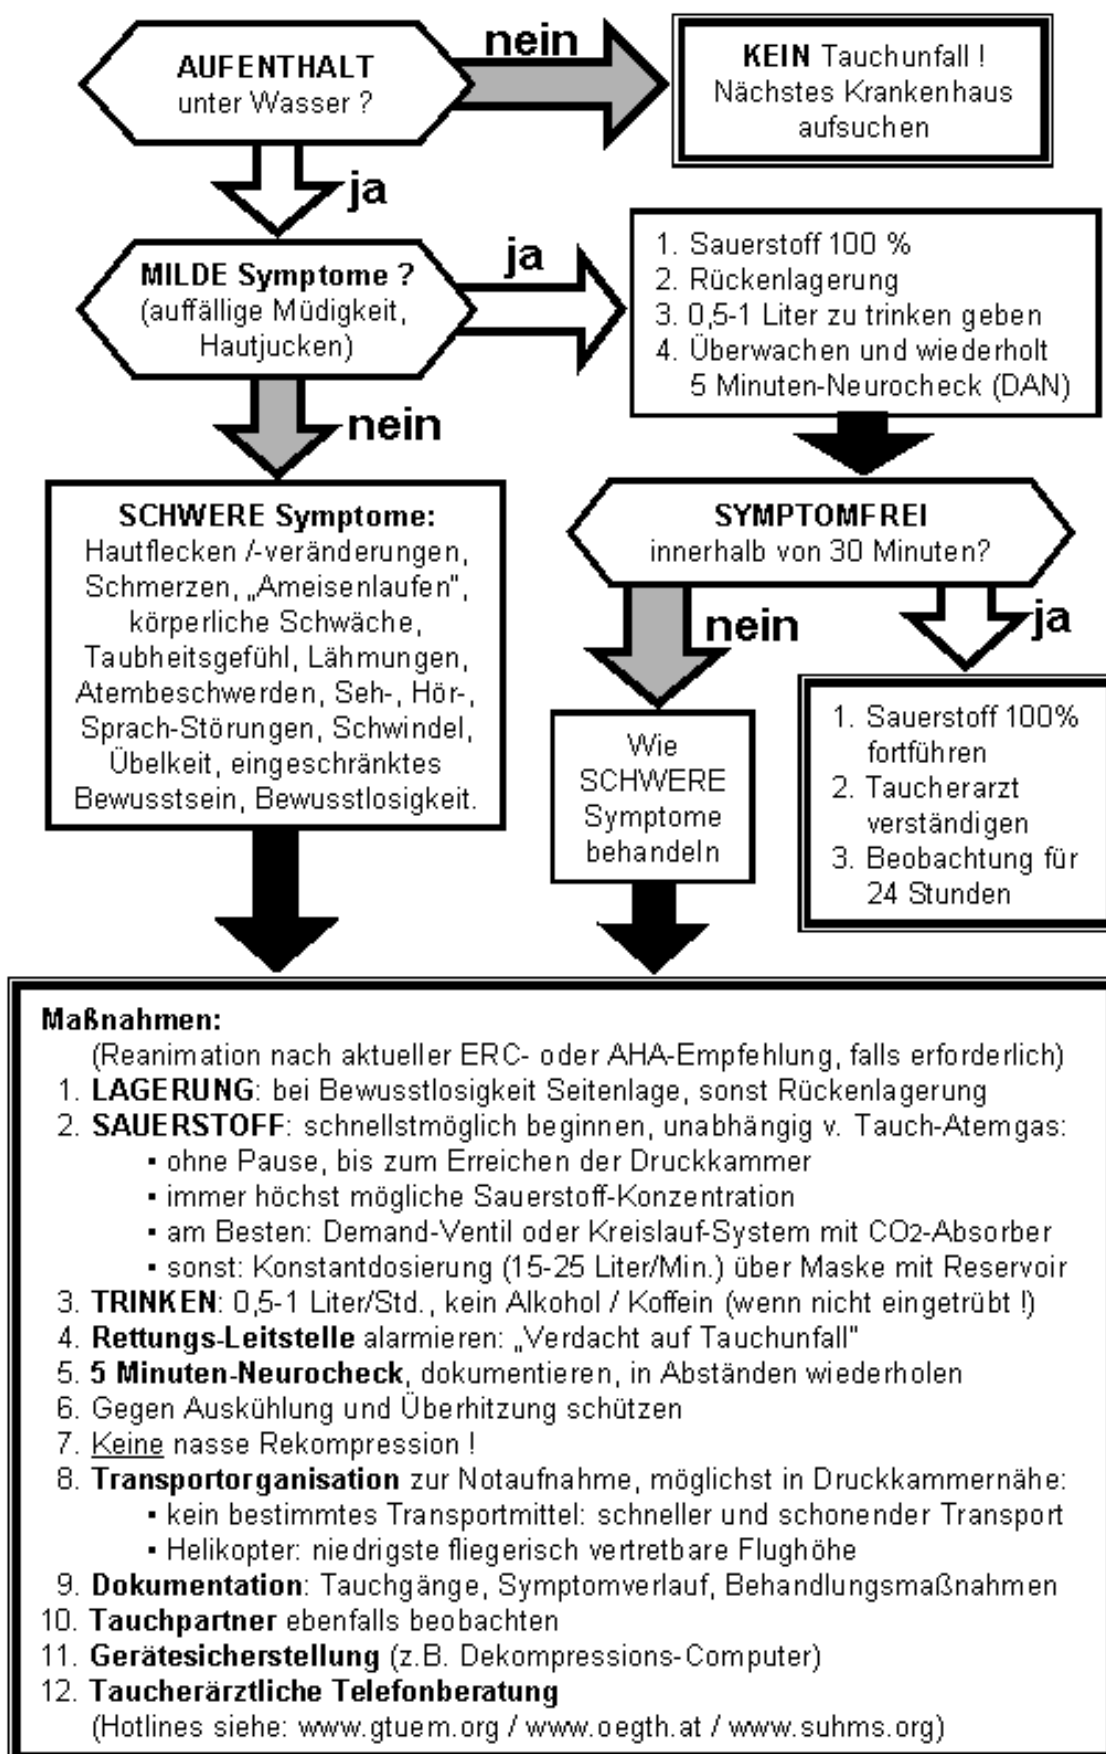 AUFENTHALT
unter Wasser ?
nein
KEIN Tauchunfall !
Nächstes Krankenhaus
aufsuchen
ja
MILDE Symptome ?
(auffällige Müdigkeit,
Hautjucken)
ja
1. Sauerstoff 100 %
2. Rückenlagerung
3. 0,5-1 Liter zu trinken geben
4. Überwachen und wiederholt
5 Minuten-Neurocheck (DAN)
nein
SCHWERE Symptome:
Hautflecken /-veränderungen,
Schmerzen, „Ameisenlaufen",
körperliche Schwäche,
Taubheitsgefühl, Lähmungen,
Atembeschwerden, Seh-, Hör-,
Sprach-Störungen, Schwindel,
Übelkeit, eingeschränktes
Bewusstsein, Bewusstlosigkeit.
SYMPTOMFREI
innerhalb von 30 Minuten?
nein
ja
Wie
SCHWERE
Symptome
behandeln
1. Sauerstoff 100%
fortführen
2. Taucherarzt
verständigen
3. Beobachtung für
24 Stunden
Maßnahmen:
(Reanimation nach aktueller ERC- oder AHA-Empfehlung, falls erforderlich)
1. LAGERUNG: bei Bewusstlosigkeit Seitenlage, sonst Rückenlagerung
2. SAUERSTOFF: schnellstmöglich beginnen, unabhängig v. Tauch-Atemgas:
▪ ohne Pause, bis zum Erreichen der Druckkammer
▪ immer höchst mögliche Sauerstoff-Konzentration
▪ am Besten: Demand-Ventil oder Kreislauf-System mit CO2-Absorber
▪ sonst: Konstantdosierung (15-25 Liter/Min.) über Maske mit Reservoir
3. TRINKEN: 0,5-1 Liter/Std., kein Alkohol / Koffein (wenn nicht eingetrübt !)
4. Rettungs-Leitstelle alarmieren: „Verdacht auf Tauchunfall"
5. 5 Minuten-Neurocheck, dokumentieren, in Abständen wiederholen
6. Gegen Auskühlung und Überhitzung schützen
7. Keine nasse Rekompression !
8. Transportorganisation zur Notaufnahme, möglichst in Druckkammernähe:
▪ kein bestimmtes Transportmittel: schneller und schonender Transport
▪ Helikopter: niedrigste fliegerisch vertretbare Flughöhe
9. Dokumentation: Tauchgänge, Symptomverlauf, Behandlungsmaßnahmen
10. Tauchpartner ebenfalls beobachten
11. Gerätesicherstellung (z.B. Dekompressions-Computer)
12. Taucherärztliche Telefonberatung
(Hotlines siehe: www.gtuem.org / www.oegth.at / www.suhms.org)